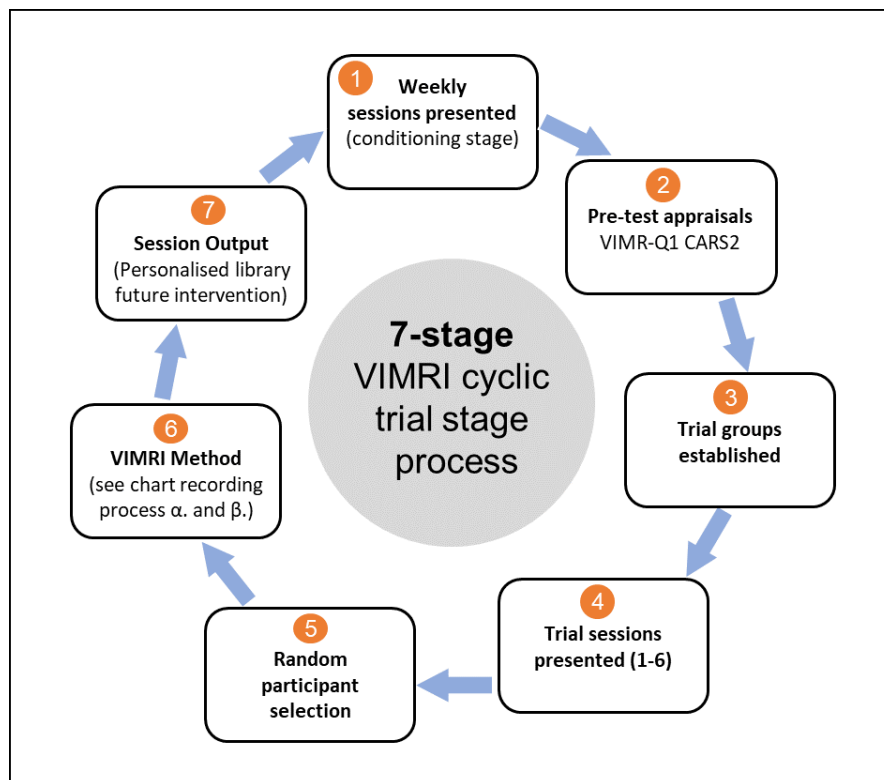 1
Weekly
sessions presented
(conditioning stage)
2
Pre-test appraisals
VIMR-Q1 CARS2
3
Trial groups
established
4
Trial sessions
presented (1-6)
5
Random
participant
selection
6
VIMRI Method
(see chart recording
process α. and β.)
7
Session Output
(Personalised library
future intervention)
7-stage
VIMRI cyclic
trial stage
process